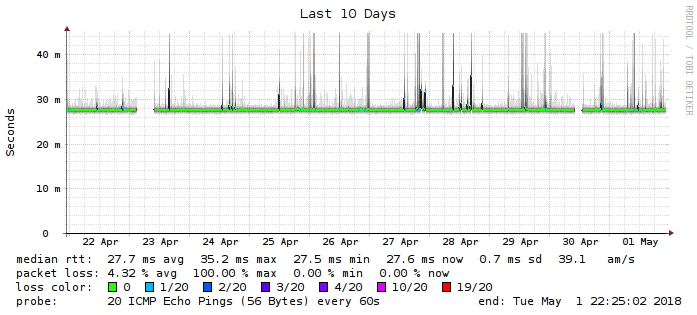 Last 10 Days
RRDTOOL / TOBI OETIKER
Seconds
40 m
30 m
20 m
10 m
0
22 Apr 23 Apr 24 Apr 25 Apr 26 Apr 27 Apr 28 Apr 29 Apr 30 Apr 01 May
median rtt: 27.7 ms avg 35.2 ms max 27.5 ms min 27.6 ms now 0.7 ms sd 39.1 am/s
packet loss: 4.32 % avg 100.00 % max 0.00 % min 0.00 % now
loss color: 0 1/20 2/20 3/20 4/20 10/20 19/20
probe: 20 ICMP Echo Pings (56 Bytes) every 60s end: Tue May 1 22:25:02 2018